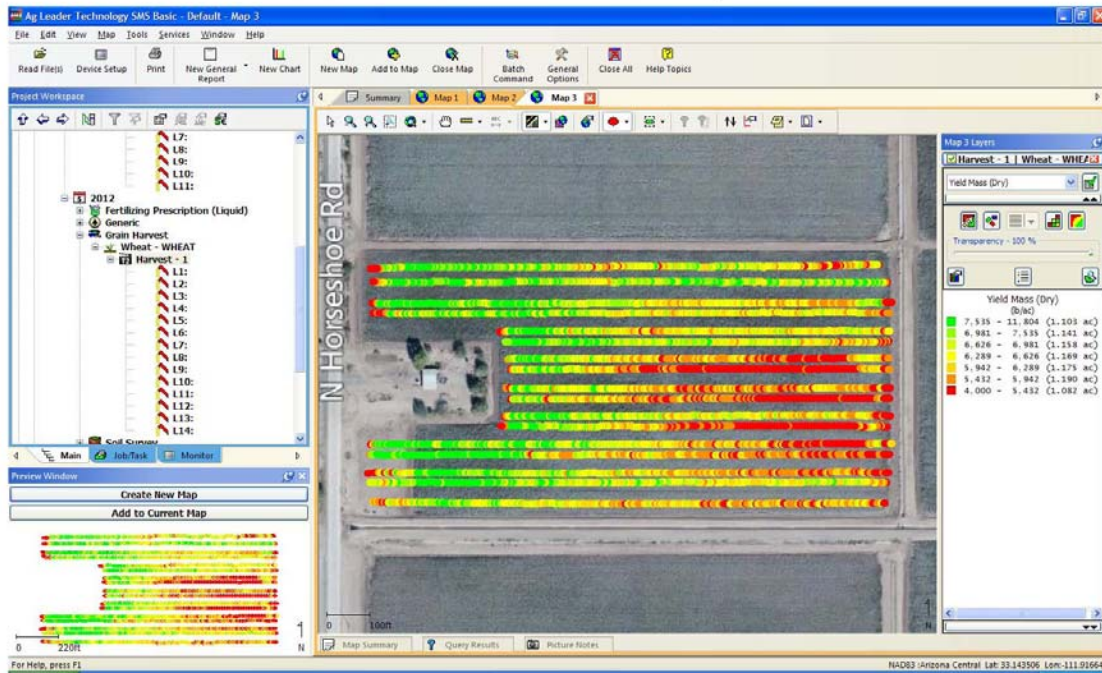 Ag Leader Technology SMS Basic - Default - Map 3
File Edit View Map Tools Services Window Help
Read File(s) Device Setup Print New General Report New Chart New Map Add to Map Close Map Batch Command General Options Close All Help Topics
Project Workspace
L7:
L8:
L9:
L10:
L11:
2012
Fertilizing Prescription (Liquid)
Generic
Grain Harvest
Wheat - WHEAT
Harvest - 1
L1:
L2:
L3:
L4:
L5:
L6:
L7:
L8:
L9:
L10:
L11:
L12:
L13:
L14:
Soil Survey
Main Job/Task Monitor
Preview Window
Create New Map
Add to Current Map
0 220ft N
Summary Map 1 Map 2 Map 3
N Horseshoe Rd
0 100ft N
Map Summary Query Results Picture Notes
Map 3 Layers
Harvest - 1 | Wheat - WHEA
Yield Mass (Dry)
Transparency - 100 %
Yield Mass (Dry)
(lb/ac)
7,535 - 11,804 (1.103 ac)
6,981 - 7,535 (1.141 ac)
6,626 - 6,981 (1.158 ac)
6,289 - 6,626 (1.169 ac)
5,942 - 6,289 (1.175 ac)
5,432 - 5,942 (1.190 ac)
4,000 - 5,432 (1.082 ac)
For Help, press F1
NAD83 :Arizona Central Lat: 33.143506 Lon:-111.91664